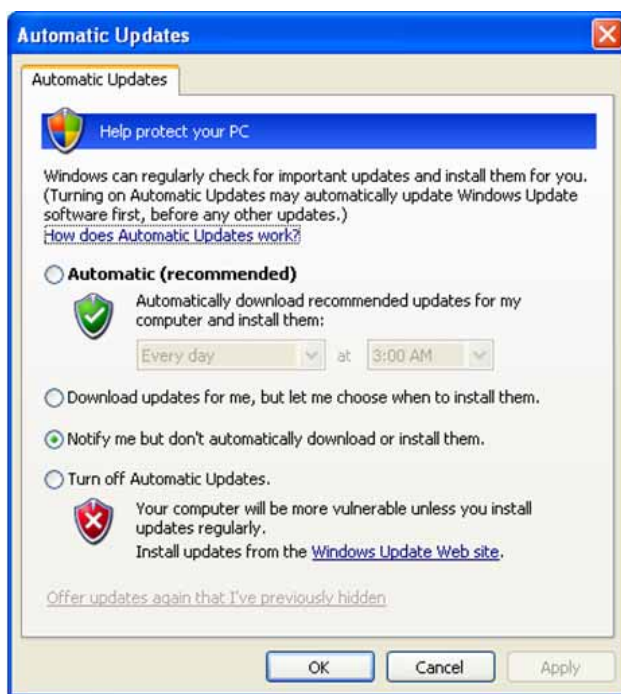 Automatic Updates
Automatic Updates
Help protect your PC
Windows can regularly check for important updates and install them for you.
(Turning on Automatic Updates may automatically update Windows Update
software first, before any other updates.)
How does Automatic Updates work?
Automatic (recommended)
Automatically download recommended updates for my
computer and install them:
Every day at 3:00 AM
Download updates for me, but let me choose when to install them.
Notify me but don't automatically download or install them.
Turn off Automatic Updates.
Your computer will be more vulnerable unless you install
updates regularly.
Install updates from the Windows Update Web site.
Offer updates again that I've previously hidden
OK Cancel Apply